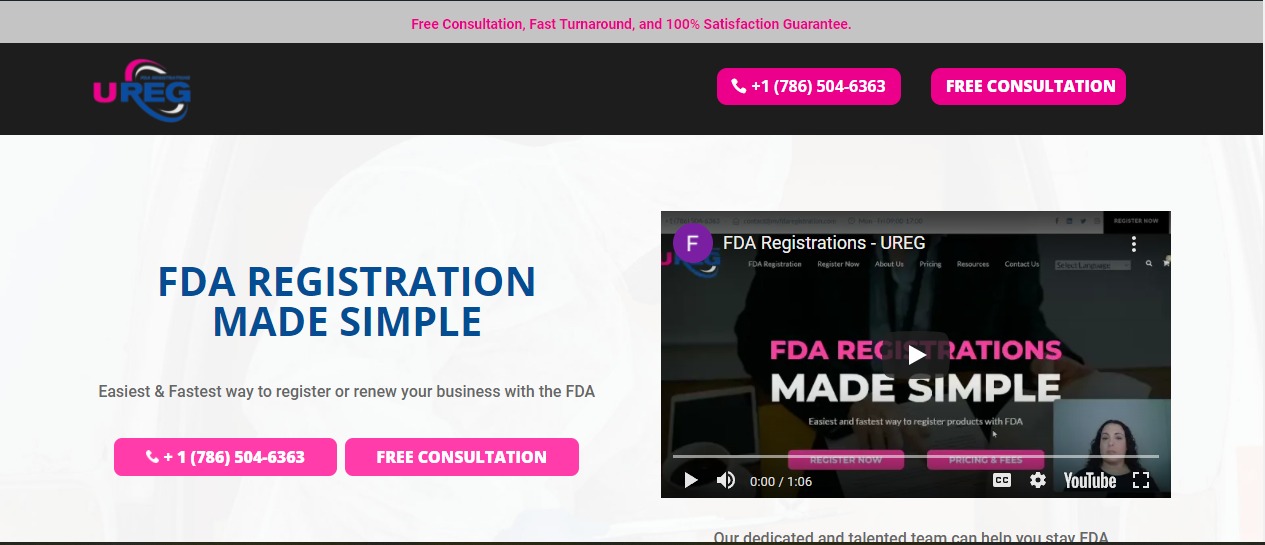 Free Consultation, Fast Turnaround, and 100% Satisfaction Guarantee.
UREG
+1 (786) 504-6363
FREE CONSULTATION
FDA REGISTRATION
MADE SIMPLE
Easiest & Fastest way to register or renew your business with the FDA
+ 1 (786) 504-6363
FREE CONSULTATION
REGISTER NOW
F
FDA Registrations - UREG
FDA Registration Register Now About Us Pricing Resources Contact Us Select Language
FDA REGISTRATIONS
MADE SIMPLE
Easiest and fastest way to register products with FDA
REGISTER NOW
PRICING & FEES
0:00 / 1:06
CC
YouTube
Our dedicated and talented team can help you stay FDA